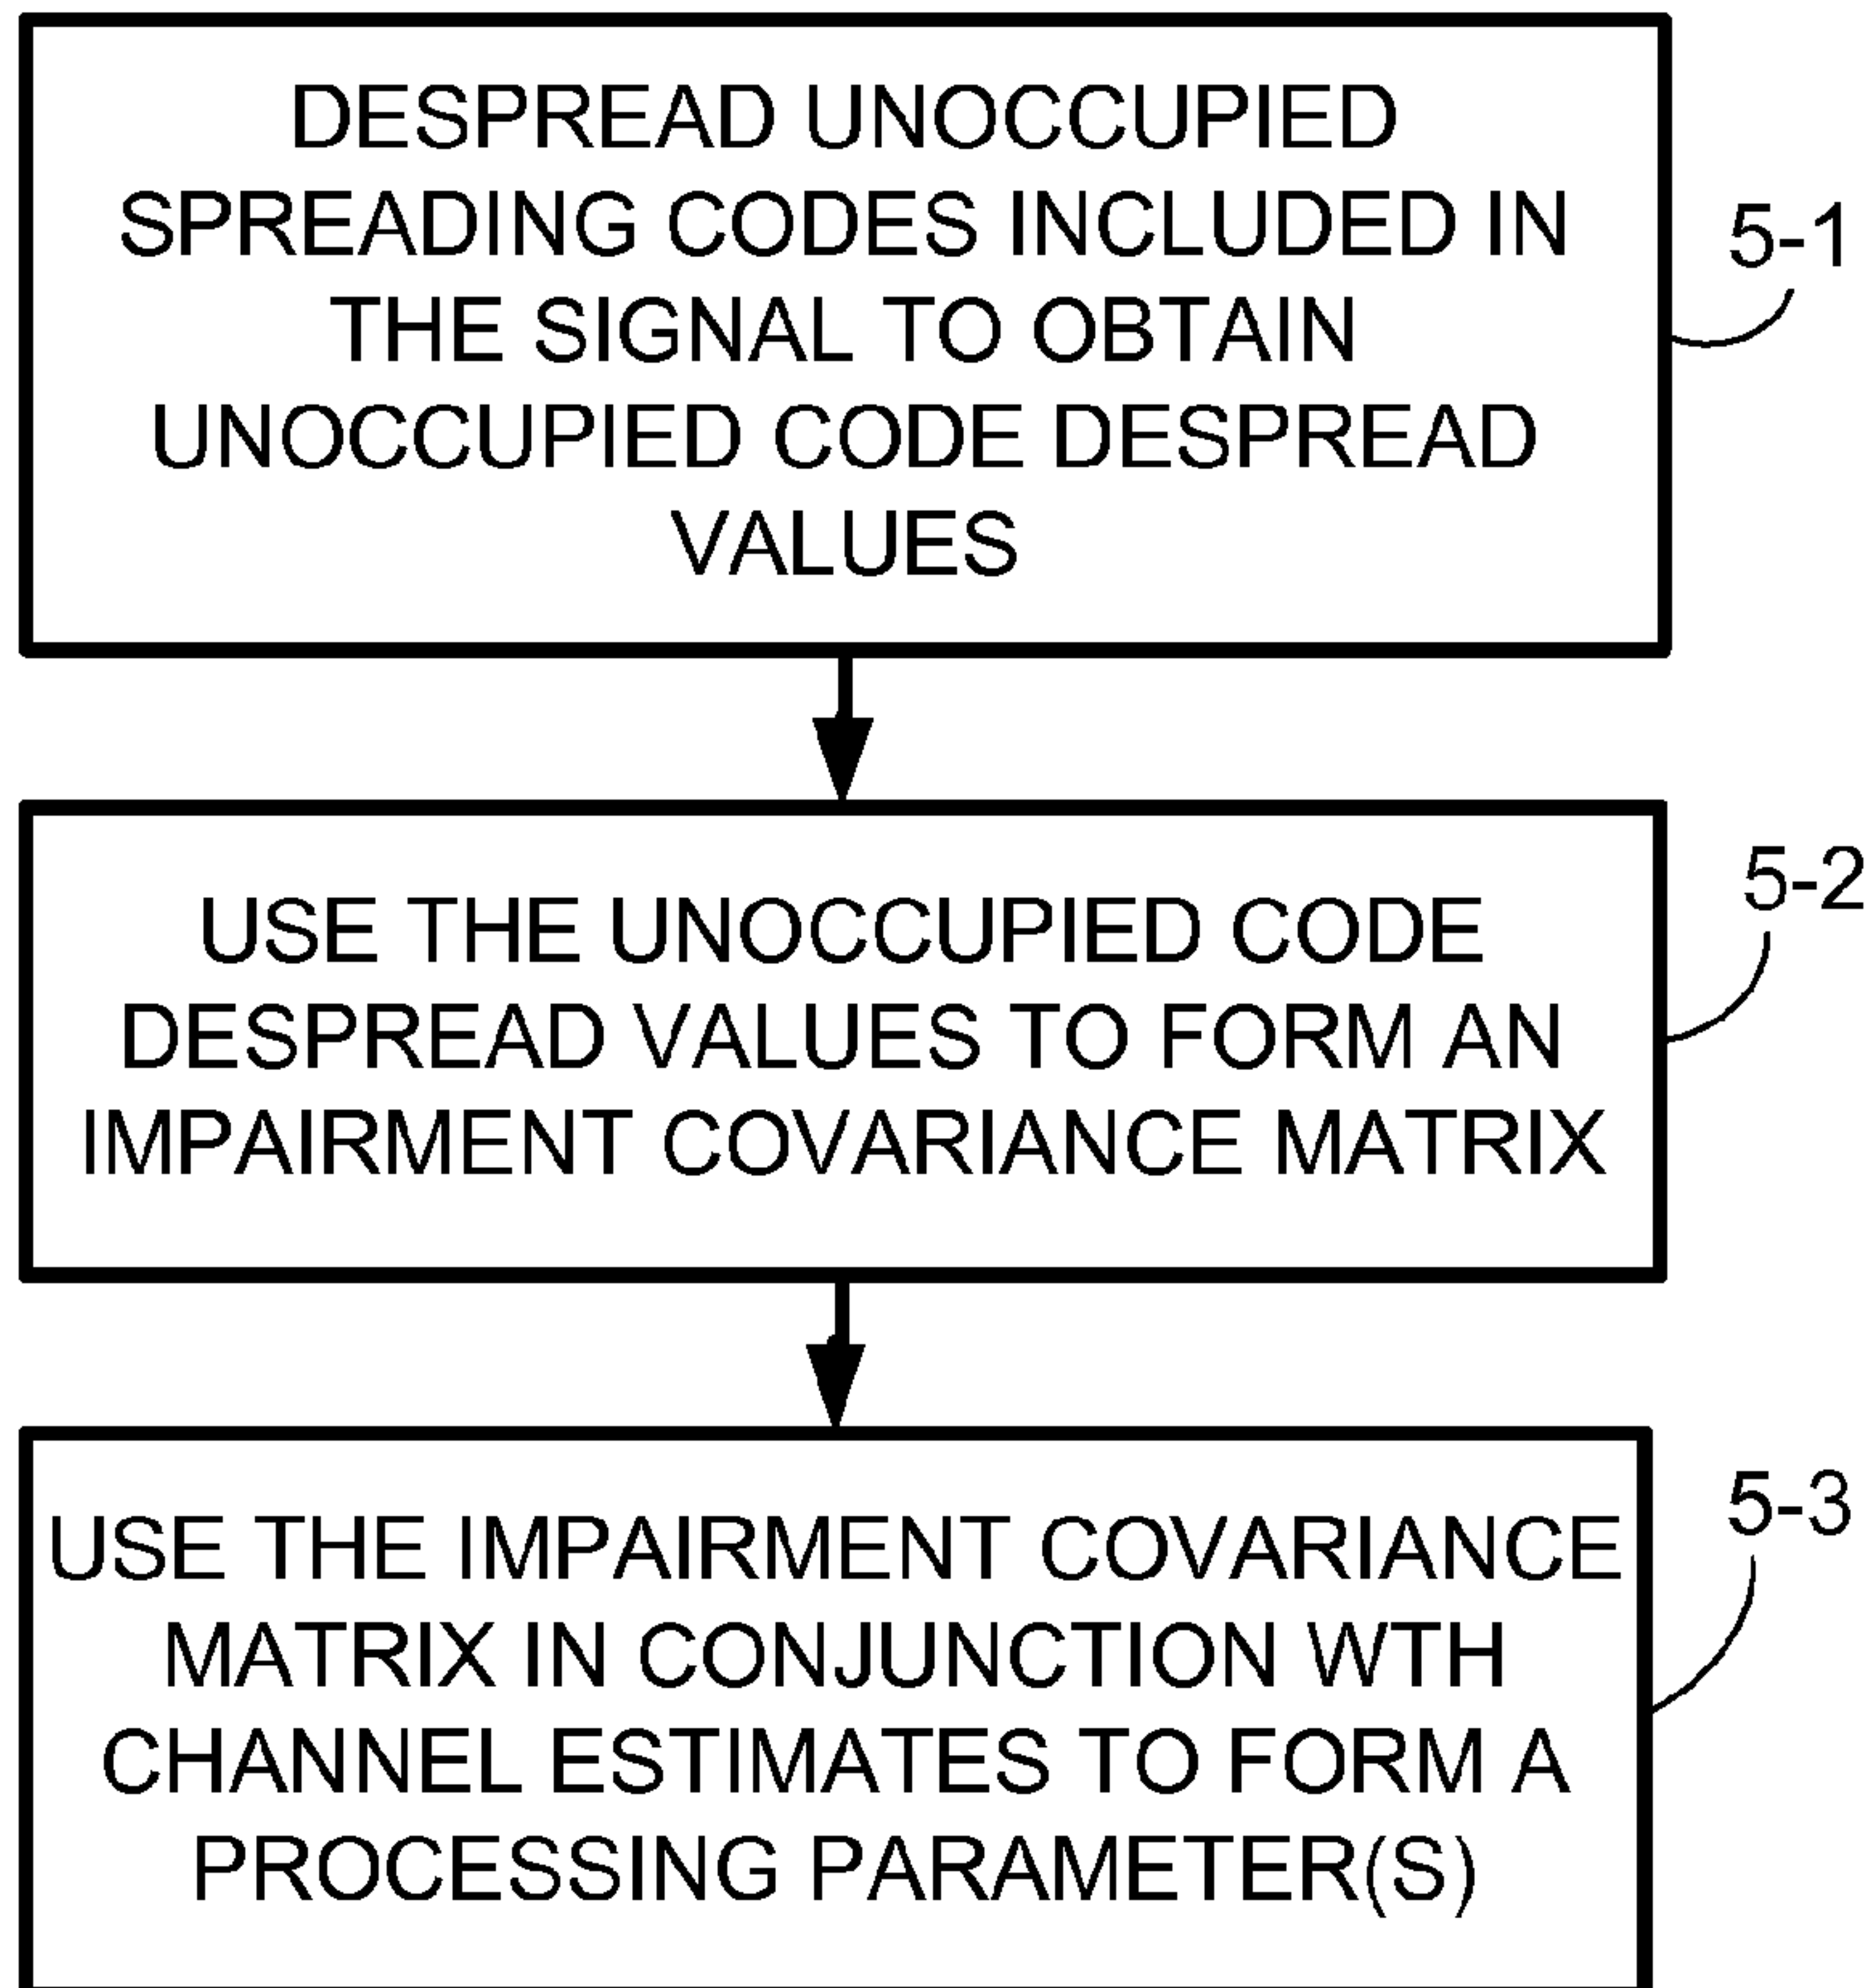 DESPREAD UNOCCUPIED
SPREADING CODES INCLUDED IN
THE SIGNAL TO OBTAIN
UNOCCUPIED CODE DESPREAD
VALUES
5-1
USE THE UNOCCUPIED CODE
DESPREAD VALUES TO FORM AN
IMPAIRMENT COVARIANCE MATRIX
5-2
USE THE IMPAIRMENT COVARIANCE
MATRIX IN CONJUNCTION WTH
CHANNEL ESTIMATES TO FORM A
PROCESSING PARAMETER(S)
5-3